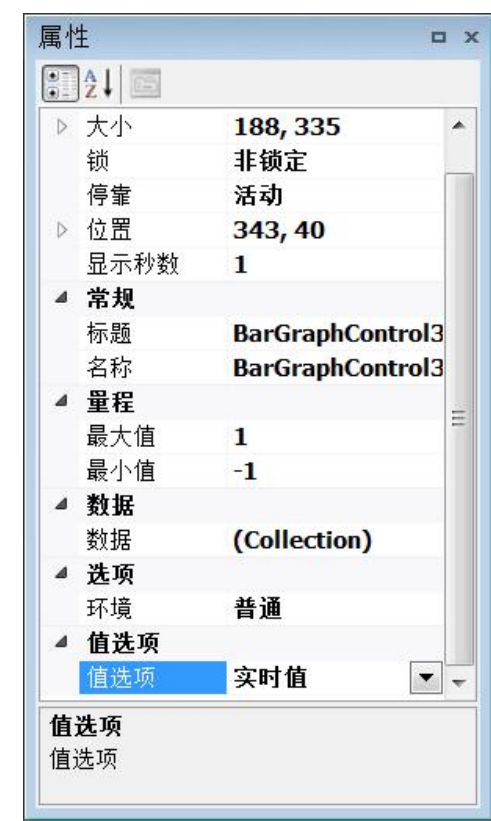 属性
大小 188, 335
锁 非锁定
停靠 活动
位置 343, 40
显示秒数 1
常规
标题 BarGraphControl3
名称 BarGraphControl3
量程
最大值 1
最小值 -1
数据
数据 (Collection)
选项
环境 普通
值选项
值选项 实时值
值选项
值选项